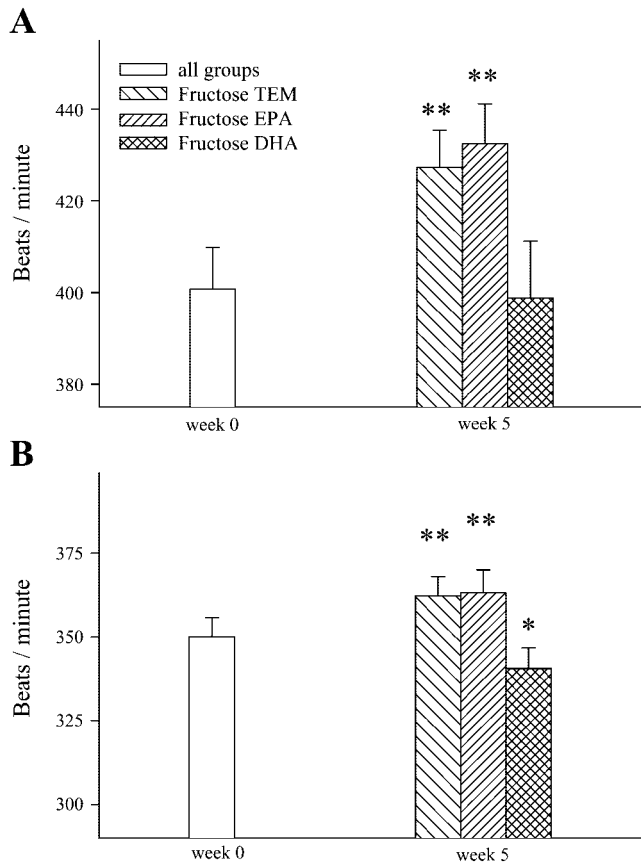 A
all groups
Fructose TEM
Fructose EPA
Fructose DHA
**
**
440
420
400
380
Beats / minute
week 0
week 5
B
**
**
*
375
350
325
300
Beats / minute
week 0
week 5